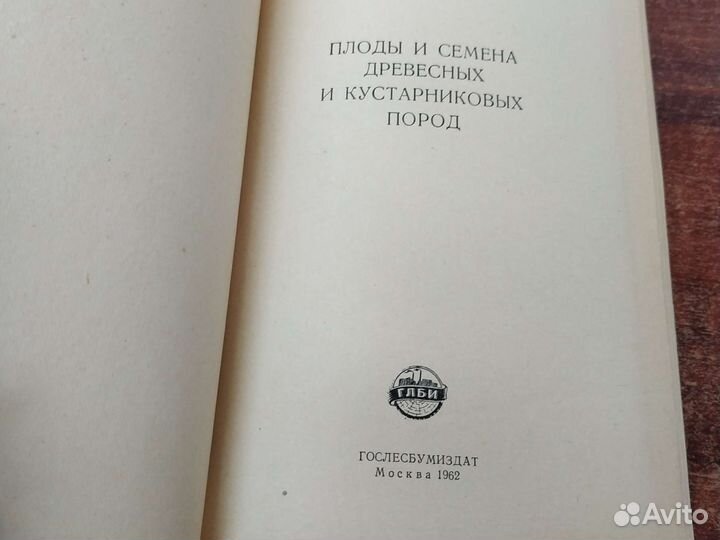 ПЛОДЫ И СЕМЕНА
ДРЕВЕСНЫХ
И КУСТАРНИКОВЫХ
ПОРОД
ГЛБИ
ГОСЛЕСБУМИЗДАТ
Москва 1962
Avito